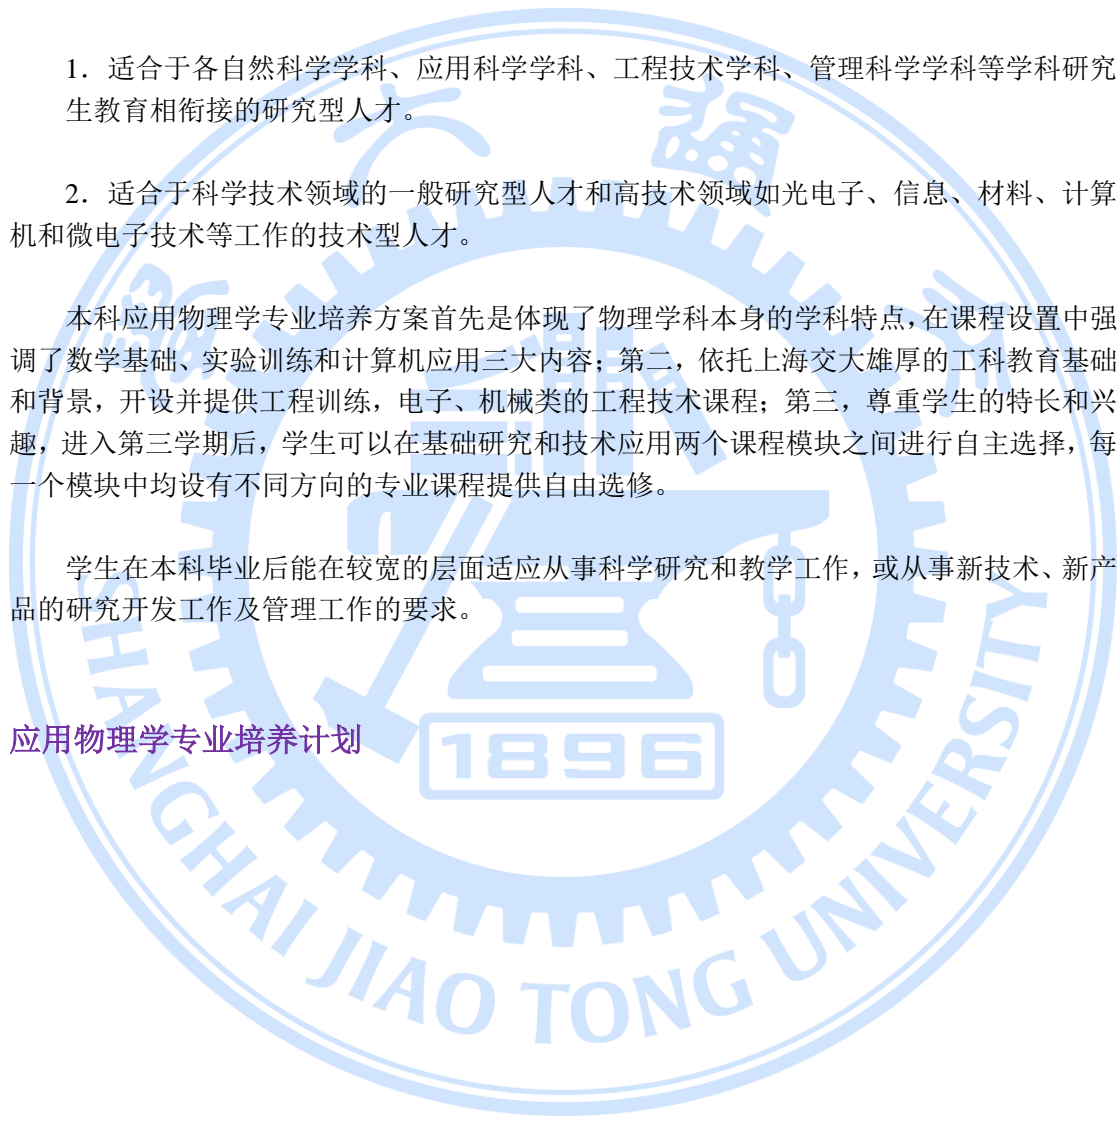 1．适合于各自然科学学科、应用科学学科、工程技术学科、管理科学学科等学科研究
生教育相衔接的研究型人才。
2．适合于科学技术领域的一般研究型人才和高技术领域如光电子、信息、材料、计算
机和微电子技术等工作的技术型人才。
本科应用物理学专业培养方案首先是体现了物理学科本身的学科特点，在课程设置中强
调了数学基础、实验训练和计算机应用三大内容；第二，依托上海交大雄厚的工科教育基础
和背景，开设并提供工程训练，电子、机械类的工程技术课程；第三，尊重学生的特长和兴
趣，进入第三学期后，学生可以在基础研究和技术应用两个课程模块之间进行自主选择，每
一个模块中均设有不同方向的专业课程提供自由选修。
学生在本科毕业后能在较宽的层面适应从事科学研究和教学工作，或从事新技术、新产
品的研究开发工作及管理工作的要求。
应用物理学专业培养计划
1896
SHANGHAI JIAO TONG UNIVERSITY